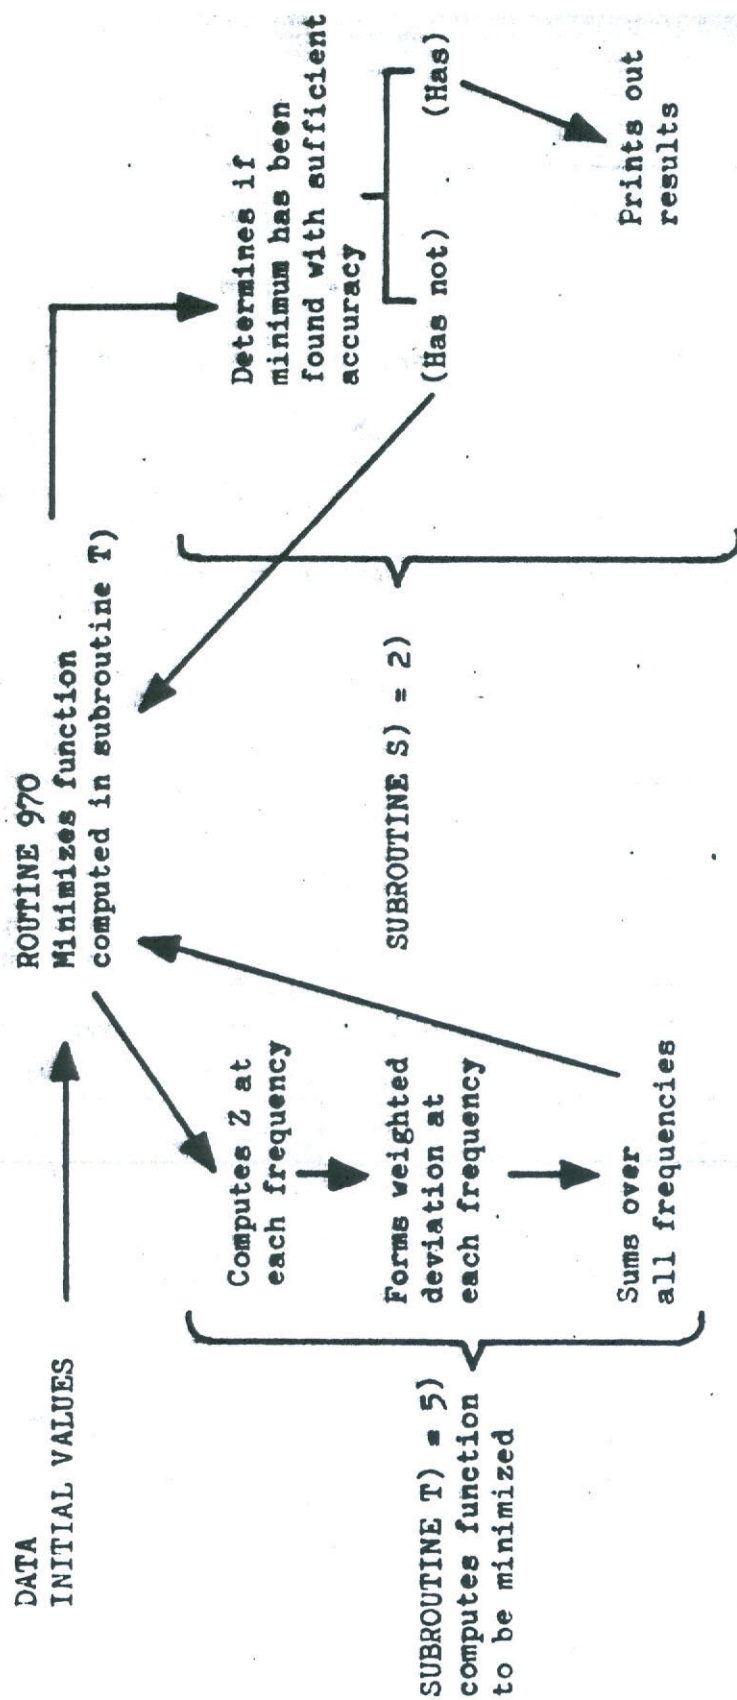 DATA
INITIAL VALUES
ROUTINE 970
Minimizes function
computed in subroutine T)
SUBROUTINE T) = 5)
computes function
to be minimized
Computes Z at
each frequency
Forms weighted
deviation at
each frequency
Sums over
all frequencies
SUBROUTINE S) = 2)
Determines if
minimum has been
found with sufficient
accuracy
(Has not)
(Has)
Prints out
results